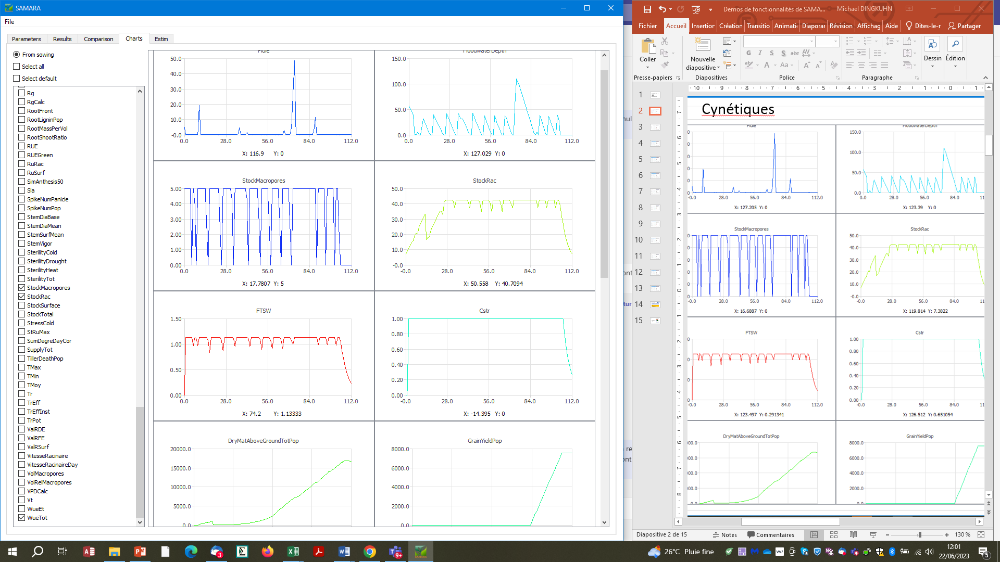 SAMARA
File
Parameters
Results
Comparison
Charts
Estim
From sowing
Select all
Select default
Rg
RgCalc
RootFront
RootLigninPop
RootMassPerVol
RootShootRatio
RUE
RUEGreen
RuRac
RuSurf
SimAnthesis50
Sla
SpikeNumPanicle
SpikeNumPop
StemDiaBase
StemDiaMean
StemSurfMean
StemVigor
SterilityCold
SterilityDrought
SterilityHeat
SterilityTot
StockMacropores
StockRac
StockSurface
StockTotal
StressCold
StRuMax
SumDegreDayCor
SupplyTot
TillerDeathPop
TMax
TMin
TMoy
Tr
TrEff
TrEffInst
TrPot
ValRDE
ValRFE
ValRSurf
VitesseRacinaire
VitesseRacinaireDay
VolMacropores
VolRelMacropores
VPDCalc
Vt
WueEt
WueTot
Pluie
50.0
40.0
30.0
20.0
10.0
-0.0
0.0 28.0 56.0 84.0 112.0
X: 116.9 Y: 0
FloodwaterDepth
150.0
100.0
50.0
0.0
0.0 28.0 56.0 84.0 112.0
X: 127.029 Y: 0
StockMacropores
5.00
4.00
3.00
2.00
1.00
0.00
0.0 28.0 56.0 84.0 112.0
X: 17.7807 Y: 5
StockRac
50.0
40.0
30.0
20.0
10.0
-0.0
-0.0 28.0 56.0 84.0 112.0
X: 50.558 Y: 40.7094
FTSW
1.50
1.00
0.50
0.00
0.0 28.0 56.0 84.0 112.0
X: 74.2 Y: 1.13333
Cstr
1.00
0.80
0.60
0.40
0.20
0.00
-0.0 28.0 56.0 84.0 112.0
X: -14.395 Y: 0
DryMatAboveGroundTotPop
20000.0
15000.0
10000.0
5000.0
0.0
GrainYieldPop
8000.0
6000.0
4000.0
2000.0
0.0
Demos de fonctionnalités de SAMA...
Michael DINGKUHN
Fichier
Accueil
Insertior
Création
Transitio
Animati
Diaporar
Révision
Affichag
Aide
Dites-le-r
Partager
Coller
Nouvelle
diapositive
G I S S abc AV
A Aa A A
Dessin
Édition
Presse-papiers
Diapositives
Police
Paragraphe
10 9 8 7 6 5 4 3 2 1 0 1
7 6 5 4 3 2 1 0 1 2 3 4 5 6 7 8
1
2
3
4
5
6
7
8
9
10
11
12
13
14
15
Cynétiques
Pluie
-0.0 28.0 56.0 84.0 112.0
X: 127.205 Y: 0
FloodwaterDepth
150.0
100.0
50.0
0.0
0.0 28.0 56.0 84.0 11
X: 123.39 Y: 0
StockMacropores
-0.0 28.0 56.0 84.0 112.0
X: 16.6887 Y: 0
StockRac
50.0
40.0
30.0
20.0
10.0
-0.0
-0.0 28.0 56.0 84.0 11
X: 119.814 Y: 7.3822
FTSW
-0.0 28.0 56.0 84.0 112.0
X: 123.497 Y: 0.291341
Cstr
1.00
0.80
0.60
0.40
0.20
0.00
-0.0 28.0 56.0 84.0 11
X: 126.512 Y: 0.651054
DryMatAboveGroundTotPop
GrainYieldPop
8000.0
6000.0
4000.0
2000.0
0.0
Diapositive 2 de 15
Notes
Commentaires
130 %
26°C Pluie fine
12:01
22/06/2023